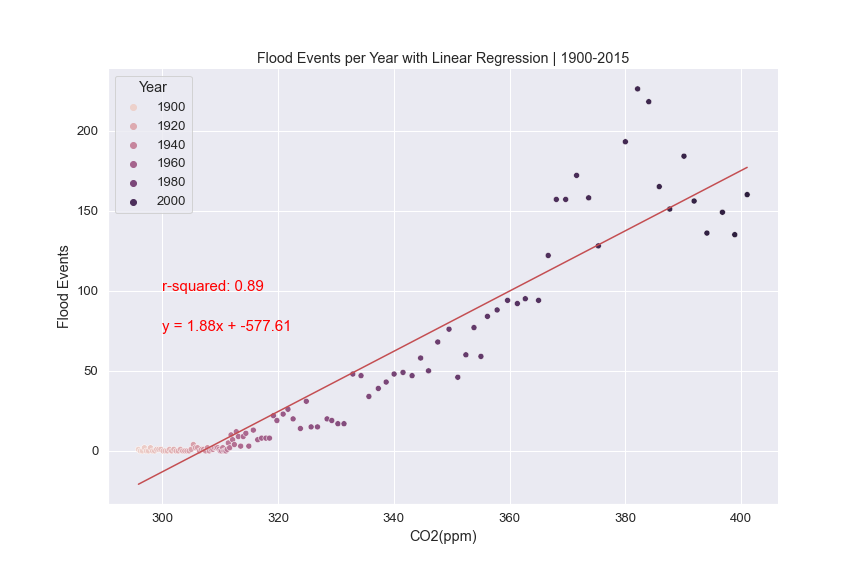 Flood Events per Year with Linear Regression | 1900-2015
Year
1900
1920
1940
1960
1980
2000
200
150
100
50
0
Flood Events
r-squared: 0.89
y = 1.88x + -577.61
300 320 340 360 380 400
CO2(ppm)